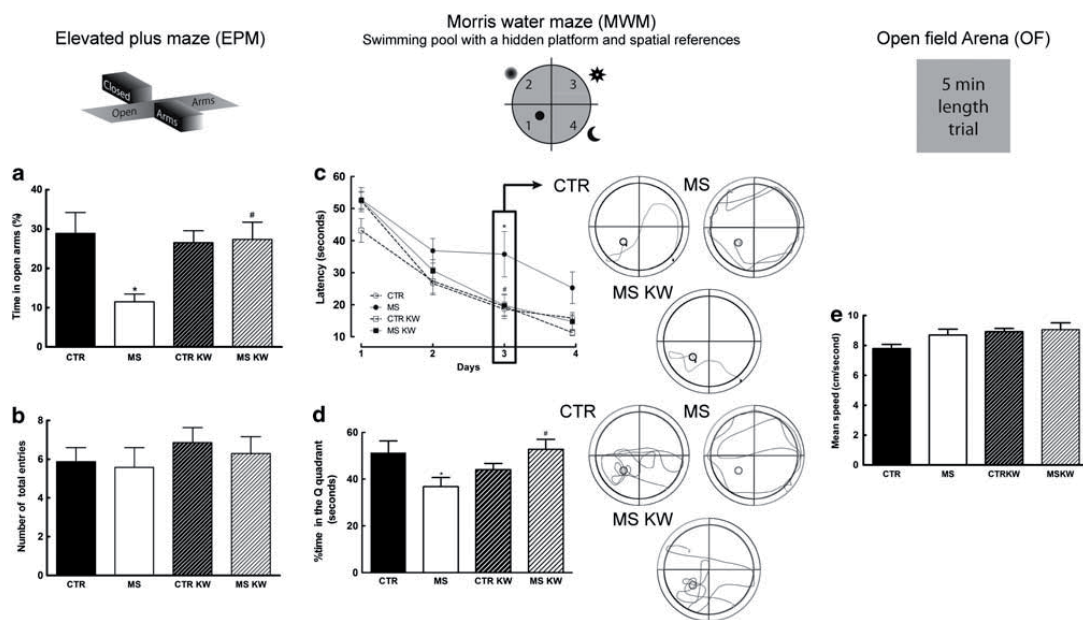 Elevated plus maze (EPM)
Closed
Arms
Open
Arms
Morris water maze (MWM)
Swimming pool with a hidden platform and spatial references
2
3
1
4
Open field Arena (OF)
5 min
length
trial
a
Time in open arms (%)
40
30
20
10
0
*
#
CTR
MS
CTR KW
MS KW
b
Number of total entries
8
6
4
2
0
CTR
MS
CTR KW
MS KW
c
Latency (seconds)
60
50
40
30
20
10
*
#
CTR
MS
CTR KW
MS KW
1
2
3
4
Days
CTR
MS
MS KW
d
%time in the Q quadrant
(seconds)
60
40
20
0
*
#
CTR
MS
CTR KW
MS KW
CTR
MS
MS KW
e
Mean speed (cm/second)
10
8
6
4
2
0
CTR
MS
CTRKW
MSKW